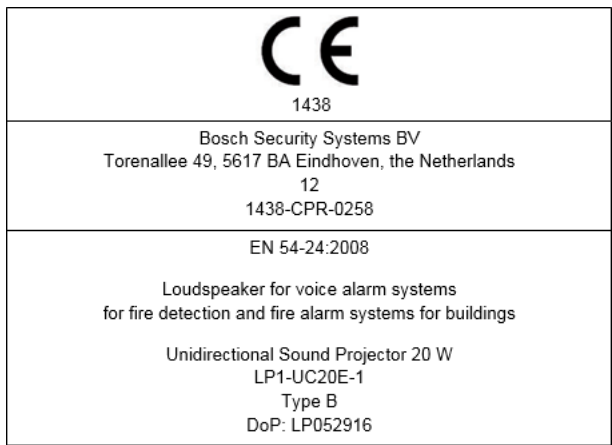 CE
1438
Bosch Security Systems BV
Torenallee 49, 5617 BA Eindhoven, the Netherlands
12
1438-CPR-0258
EN 54-24:2008
Loudspeaker for voice alarm systems
for fire detection and fire alarm systems for buildings
Unidirectional Sound Projector 20 W
LP1-UC20E-1
Type B
DoP: LP052916